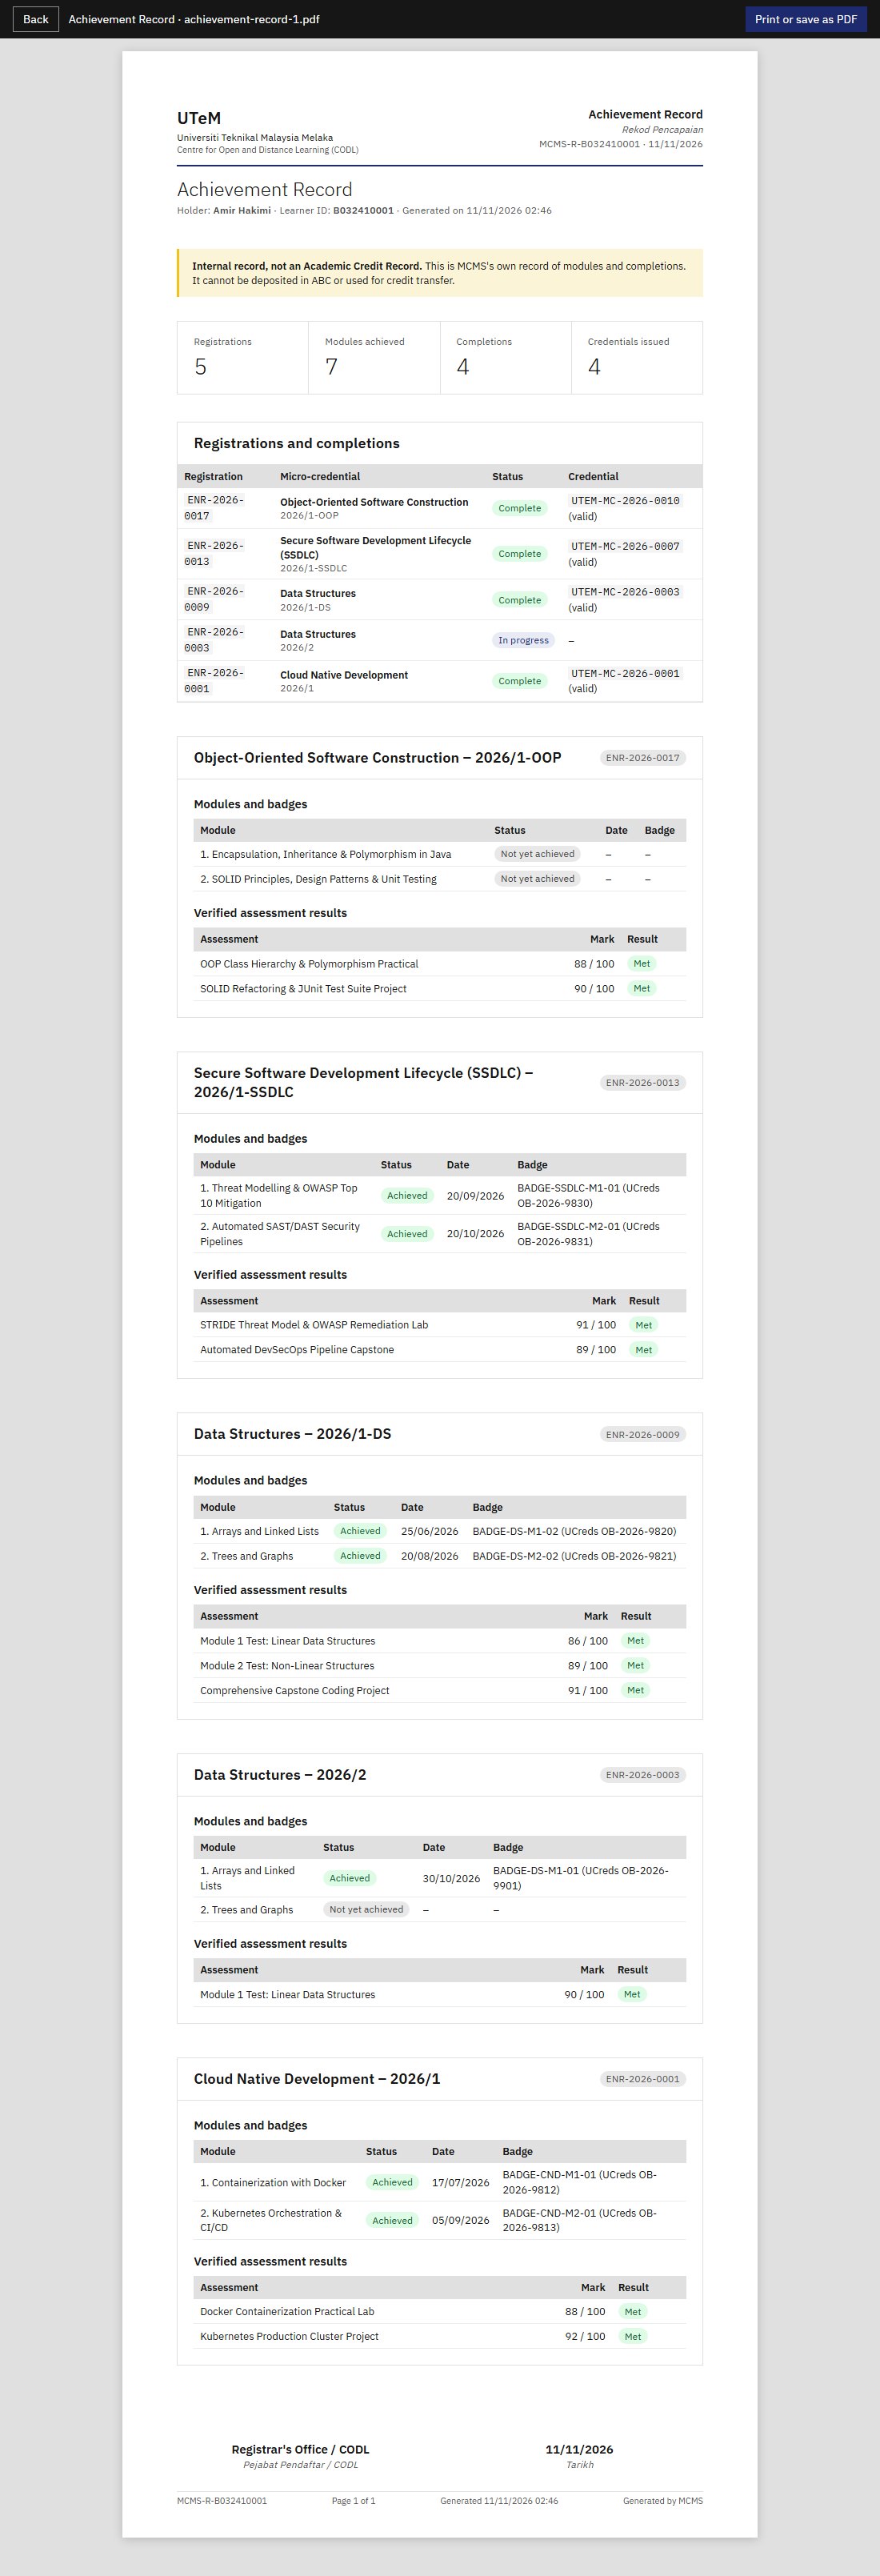 Back Achievement Record · achievement-record-1.pdf Print or save as PDF
UTeM
Universiti Teknikal Malaysia Melaka
Centre for Open and Distance Learning (CODL)
Achievement Record
Rekod Pencapaian
MCMS-R-B032410001 · 11/11/2026
Achievement Record
Holder: Amir Hakimi · Learner ID: B032410001 · Generated on 11/11/2026 02:46
Internal record, not an Academic Credit Record. This is MCMS's own record of modules and completions.
It cannot be deposited in ABC or used for credit transfer.
Registrations Modules achieved Completions Credentials issued
5 7 4 4
Registrations and completions
Registration Micro-credential Status Credential
ENR-2026-
0017
Object-Oriented Software Construction
2026/1-OOP
Complete
UTEM-MC-2026-0010
(valid)
ENR-2026-
0013
Secure Software Development Lifecycle
(SSDLC)
2026/1-SSDLC
Complete
UTEM-MC-2026-0007
(valid)
ENR-2026-
0009
Data Structures
2026/1-DS
Complete
UTEM-MC-2026-0003
(valid)
ENR-2026-
0003
Data Structures
2026/2
In progress
–
ENR-2026-
0001
Cloud Native Development
2026/1
Complete
UTEM-MC-2026-0001
(valid)
Object-Oriented Software Construction – 2026/1-OOP ENR-2026-0017
Modules and badges
Module Status Date Badge
1. Encapsulation, Inheritance & Polymorphism in Java Not yet achieved – –
2. SOLID Principles, Design Patterns & Unit Testing Not yet achieved – –
Verified assessment results
Assessment Mark Result
OOP Class Hierarchy & Polymorphism Practical 88 / 100 Met
SOLID Refactoring & JUnit Test Suite Project 90 / 100 Met
Secure Software Development Lifecycle (SSDLC) –
2026/1-SSDLC
ENR-2026-0013
Modules and badges
Module Status Date Badge
1. Threat Modelling & OWASP Top
10 Mitigation
Achieved 20/09/2026
BADGE-SSDLC-M1-01 (UCreds
OB-2026-9830)
2. Automated SAST/DAST Security
Pipelines
Achieved 20/10/2026
BADGE-SSDLC-M2-01 (UCreds
OB-2026-9831)
Verified assessment results
Assessment Mark Result
STRIDE Threat Model & OWASP Remediation Lab 91 / 100 Met
Automated DevSecOps Pipeline Capstone 89 / 100 Met
Data Structures – 2026/1-DS ENR-2026-0009
Modules and badges
Module Status Date Badge
1. Arrays and Linked Lists Achieved 25/06/2026 BADGE-DS-M1-02 (UCreds OB-2026-9820)
2. Trees and Graphs Achieved 20/08/2026 BADGE-DS-M2-02 (UCreds OB-2026-9821)
Verified assessment results
Assessment Mark Result
Module 1 Test: Linear Data Structures 86 / 100 Met
Module 2 Test: Non-Linear Structures 89 / 100 Met
Comprehensive Capstone Coding Project 91 / 100 Met
Data Structures – 2026/2 ENR-2026-0003
Modules and badges
Module Status Date Badge
1. Arrays and Linked
Lists
Achieved 30/10/2026
BADGE-DS-M1-01 (UCreds OB-2026-
9901)
2. Trees and Graphs Not yet achieved – –
Verified assessment results
Assessment Mark Result
Module 1 Test: Linear Data Structures 90 / 100 Met
Cloud Native Development – 2026/1 ENR-2026-0001
Modules and badges
Module Status Date Badge
1. Containerization with Docker Achieved 17/07/2026
BADGE-CND-M1-01 (UCreds OB-
2026-9812)
2. Kubernetes Orchestration &
CI/CD
Achieved 05/09/2026
BADGE-CND-M2-01 (UCreds OB-
2026-9813)
Verified assessment results
Assessment Mark Result
Docker Containerization Practical Lab 88 / 100 Met
Kubernetes Production Cluster Project 92 / 100 Met
Registrar's Office / CODL
Pejabat Pendaftar / CODL
11/11/2026
Tarikh
MCMS-R-B032410001 Page 1 of 1 Generated 11/11/2026 02:46 Generated by MCMS